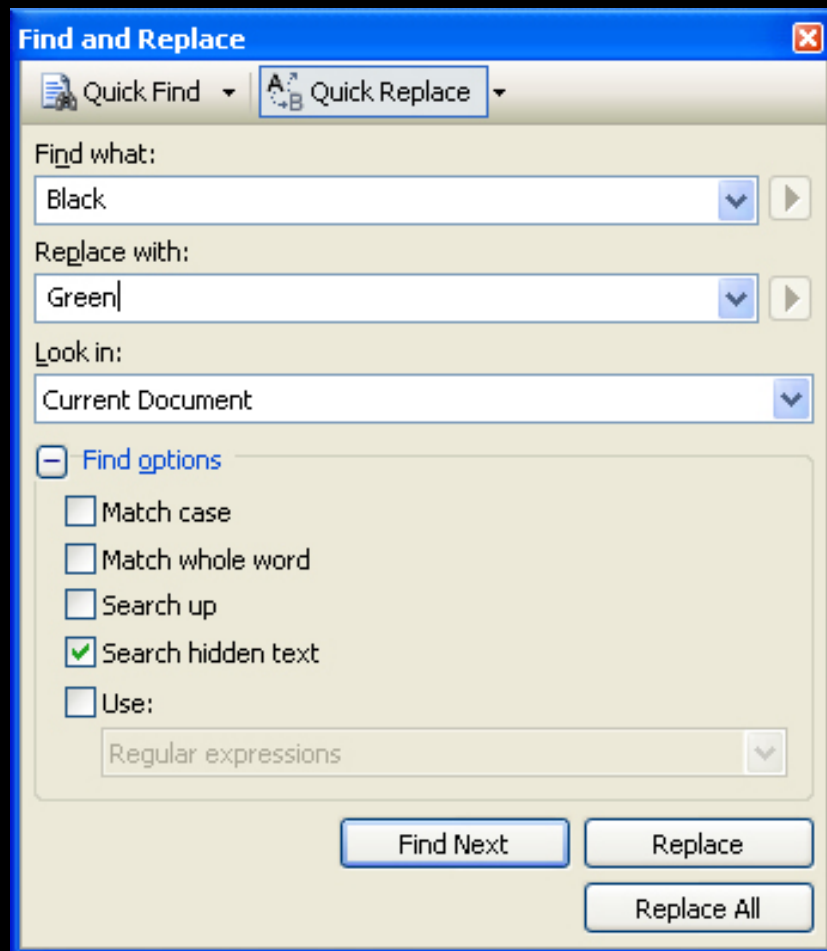 Find and Replace
Quick Find Quick Replace
Find what:
Black
Replace with:
Green
Look in:
Current Document
Find options
Match case
Match whole word
Search up
Search hidden text
Use:
Regular expressions
Find Next Replace
Replace All